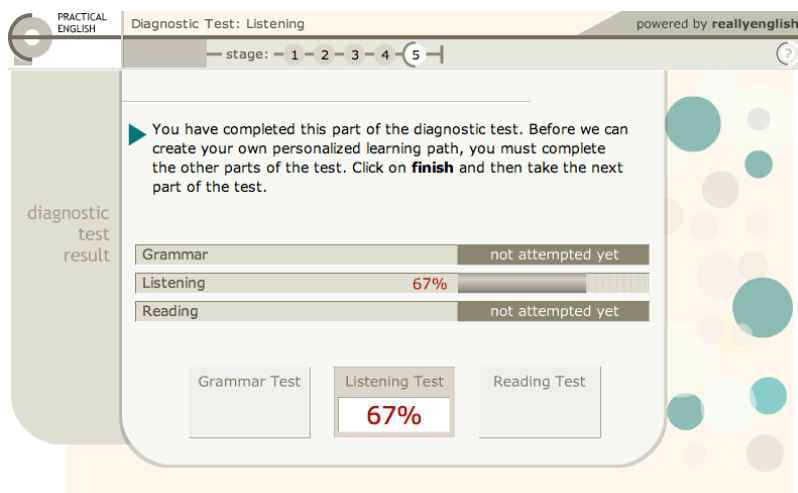 PRACTICAL
ENGLISH
Diagnostic Test: Listening
powered by reallyenglish
stage: 1 2 3 4 5
?
You have completed this part of the diagnostic test. Before we can
create your own personalized learning path, you must complete
the other parts of the test. Click on finish and then take the next
part of the test.
diagnostic
test
result
Grammar not attempted yet
Listening 67%
Reading not attempted yet
Grammar Test Listening Test Reading Test
67%